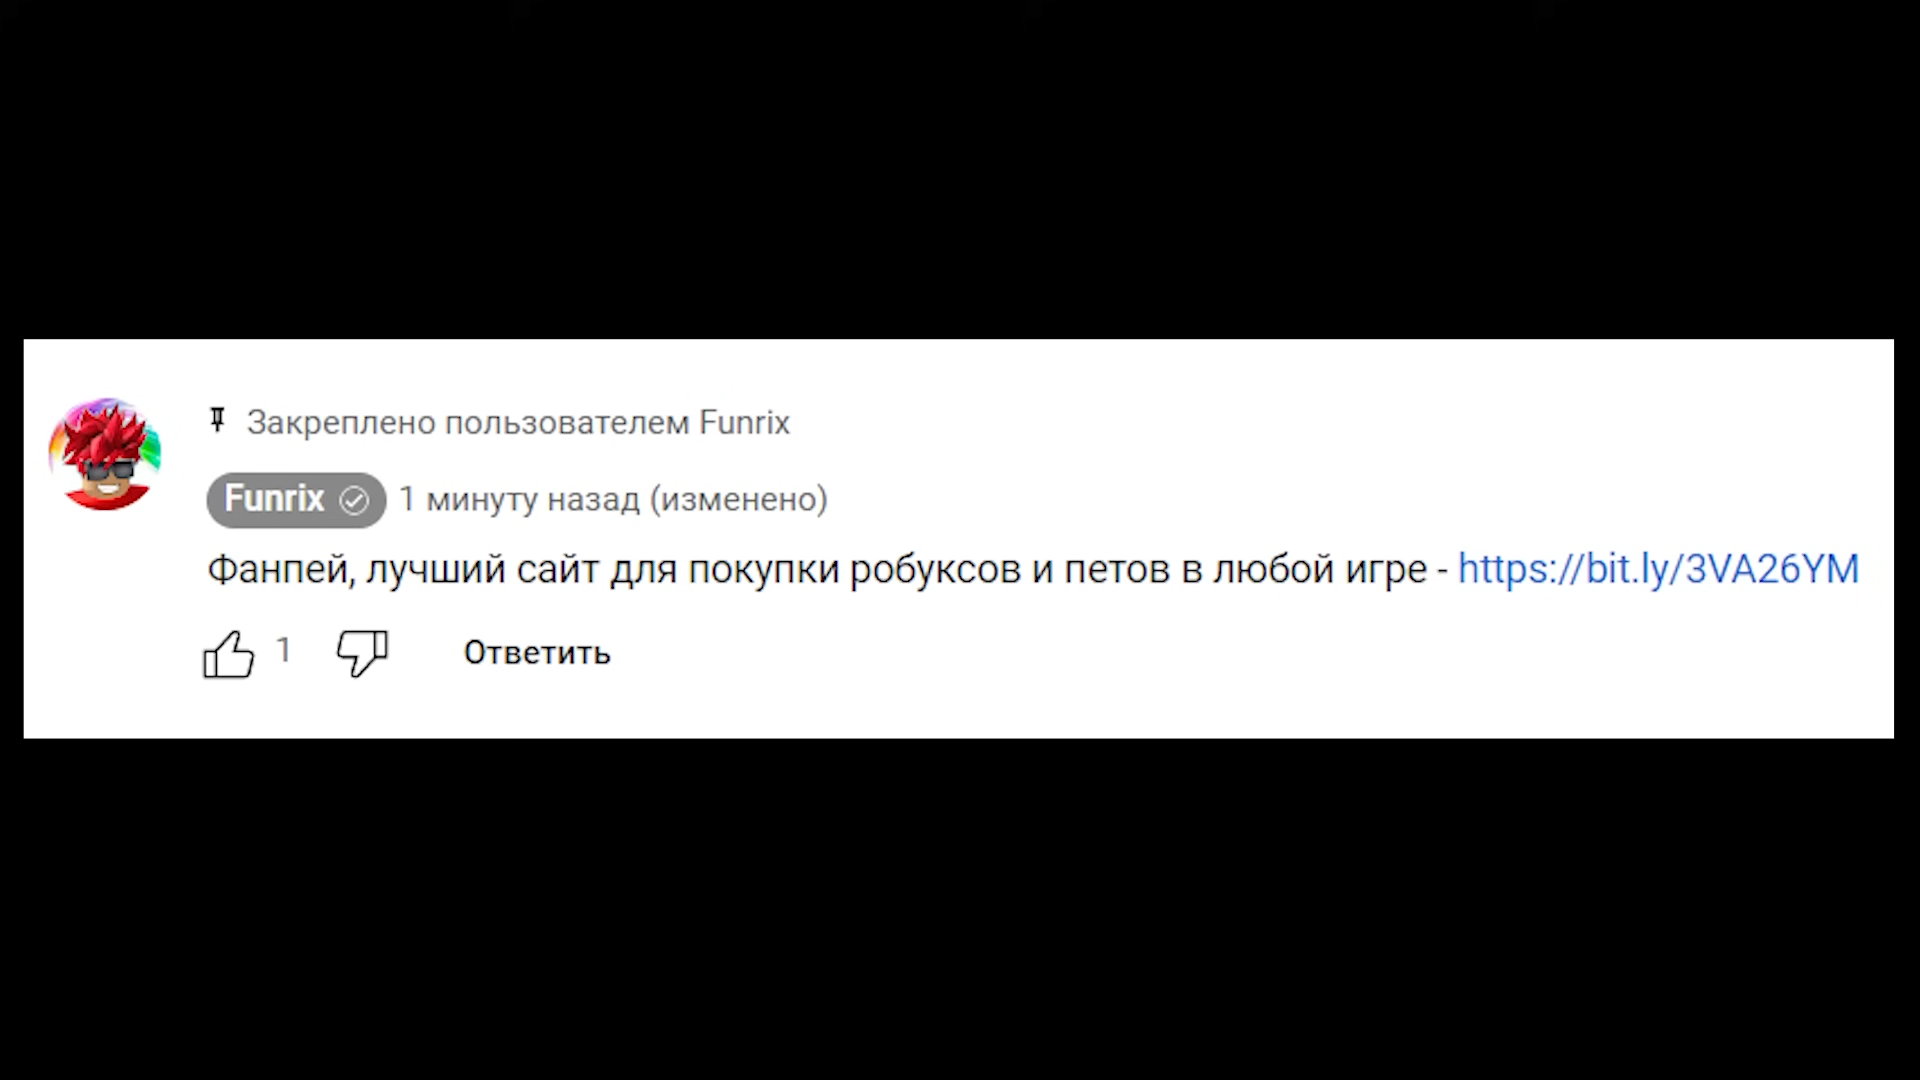 Закреплено пользователем Funrix
Funrix 1 минуту назад (изменено)
Фанпей, лучший сайт для покупки робуксов и петов в любой игре - https://bit.ly/3VA26YM
1 Ответить